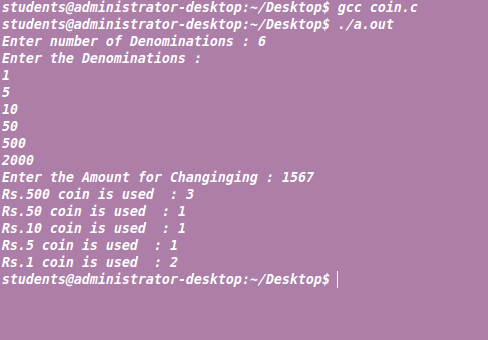 students@administrator-desktop:~/Desktop$ gcc coin.c
students@administrator-desktop:~/Desktop$ ./a.out
Enter number of Denominations : 6
Enter the Denominations :
1
5
10
50
500
2000
Enter the Amount for Changinging : 1567
Rs.500 coin is used  : 3
Rs.50 coin is used  : 1
Rs.10 coin is used  : 1
Rs.5 coin is used  : 1
Rs.1 coin is used  : 2
students@administrator-desktop:~/Desktop$